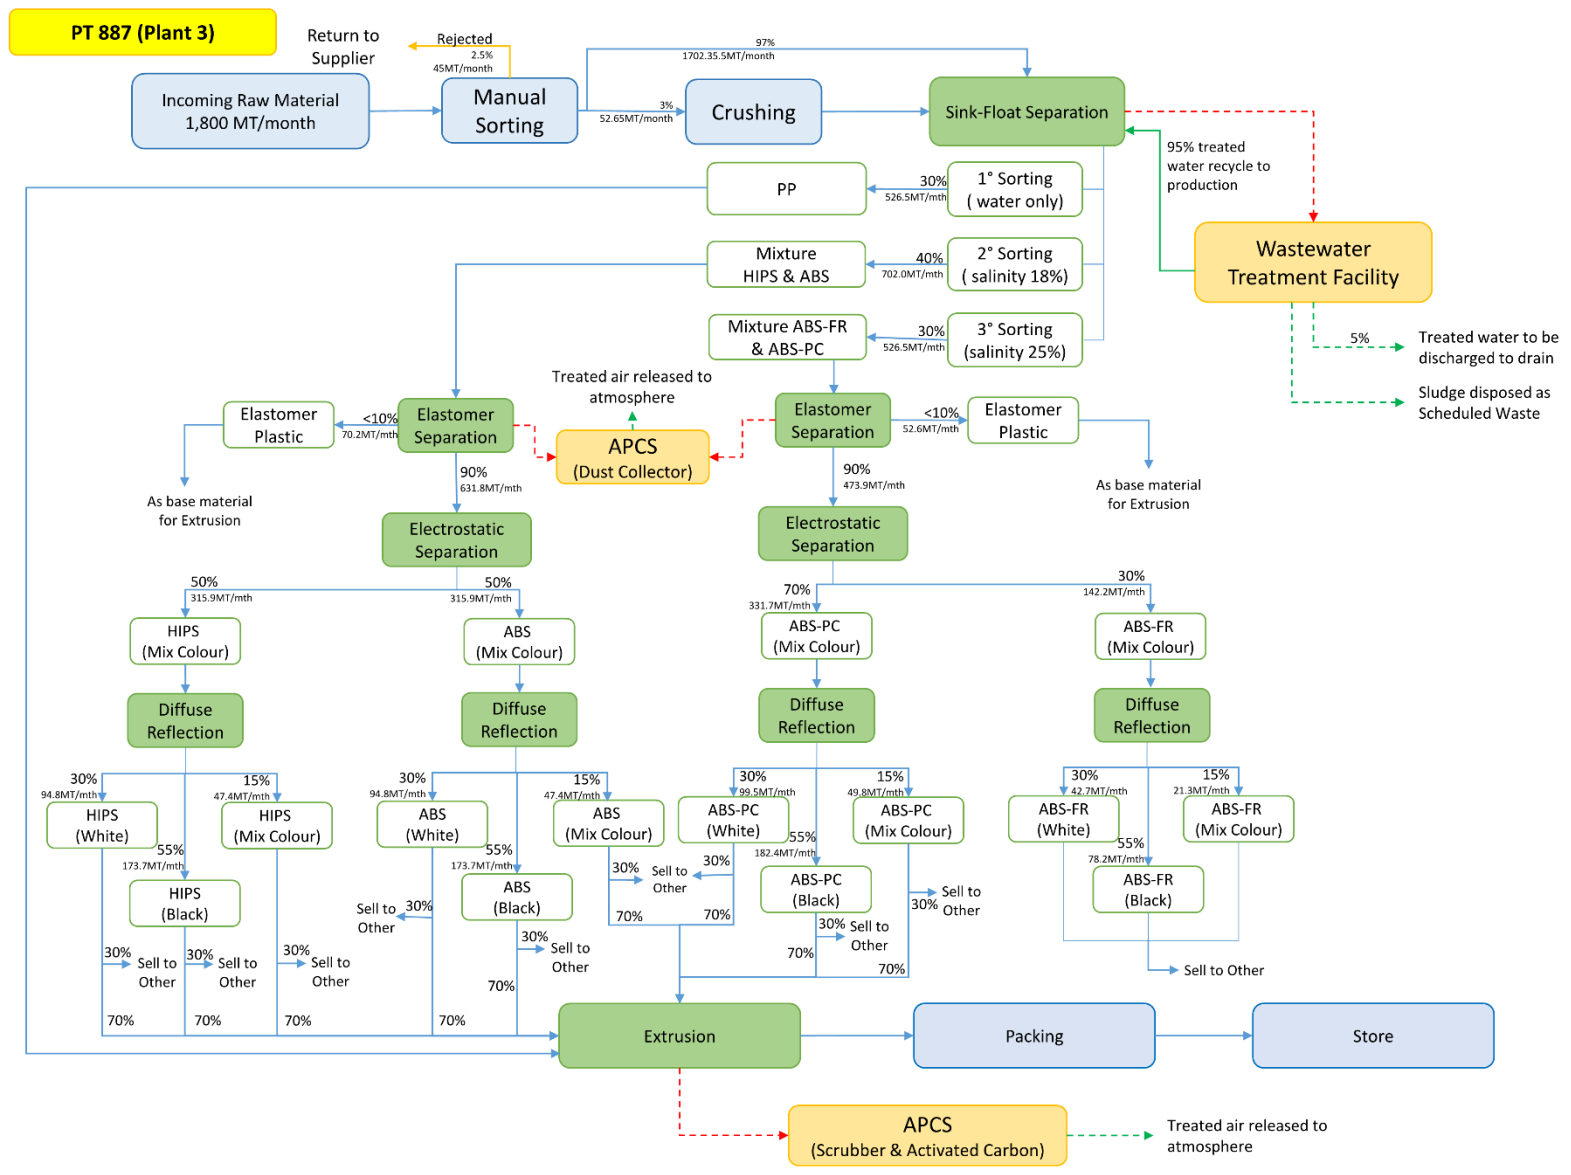 PT 887 (Plant 3)
Return to
Supplier
Rejected
2.5%
45MT/month
97%
1702.35.5MT/month
Incoming Raw Material
1,800 MT/month
Manual
Sorting
3%
52.65MT/month
Crushing
Sink-Float Separation
95% treated
water recycle to
production
PP
30%
526.5MT/mth
1° Sorting
( water only)
Mixture
HIPS & ABS
40%
702.0MT/mth
2° Sorting
( salinity 18%)
Wastewater
Treatment Facility
Mixture ABS-FR
& ABS-PC
30%
526.5MT/mth
3° Sorting
(salinity 25%)
5%
Treated water to be
discharged to drain
Sludge disposed as
Scheduled Waste
Treated air released to
atmosphere
Elastomer
Plastic
<10%
70.2MT/mth
Elastomer
Separation
APCS
(Dust Collector)
Elastomer
Separation
<10%
52.6MT/mth
Elastomer
Plastic
90%
631.8MT/mth
90%
473.9MT/mth
As base material
for Extrusion
As base material
for Extrusion
Electrostatic
Separation
Electrostatic
Separation
50%
315.9MT/mth
50%
315.9MT/mth
70%
331.7MT/mth
30%
142.2MT/mth
HIPS
(Mix Colour)
ABS
(Mix Colour)
ABS-PC
(Mix Colour)
ABS-FR
(Mix Colour)
Diffuse
Reflection
Diffuse
Reflection
Diffuse
Reflection
Diffuse
Reflection
30%
94.8MT/mth
15%
47.4MT/mth
30%
94.8MT/mth
15%
47.4MT/mth
30%
99.5MT/mth
15%
49.8MT/mth
30%
42.7MT/mth
15%
21.3MT/mth
HIPS
(White)
HIPS
(Mix Colour)
ABS
(White)
ABS
(Mix Colour)
ABS-PC
(White)
ABS-PC
(Mix Colour)
ABS-FR
(White)
ABS-FR
(Mix Colour)
55%
173.7MT/mth
55%
173.7MT/mth
55%
182.4MT/mth
55%
78.2MT/mth
HIPS
(Black)
ABS
(Black)
ABS-PC
(Black)
ABS-FR
(Black)
30%
Sell to
Other
30%
Sell to
Other
30%
Sell to
Other
30%
Sell to
Other
30%
Sell to
Other
30%
Sell to
Other
30%
30%
Sell to
Other
30%
Sell to
Other
Sell to Other
70%
70%
70%
70%
70%
70%
70%
70%
70%
Extrusion
Packing
Store
APCS
(Scrubber & Activated Carbon)
Treated air released to
atmosphere